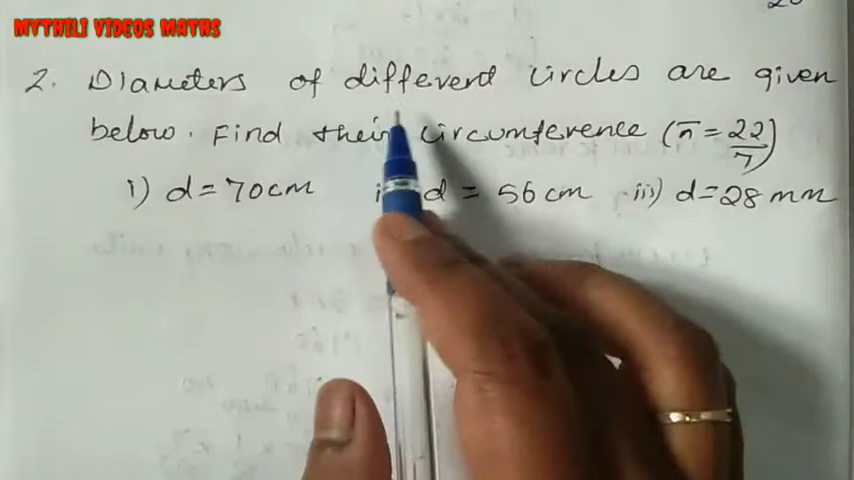 MYTHILI VIDEOS MATHS
2. Diameters of different circles are given
below. Find their circumference (π = 22/7)
i) d = 70cm d = 56 cm iii) d = 28 mm